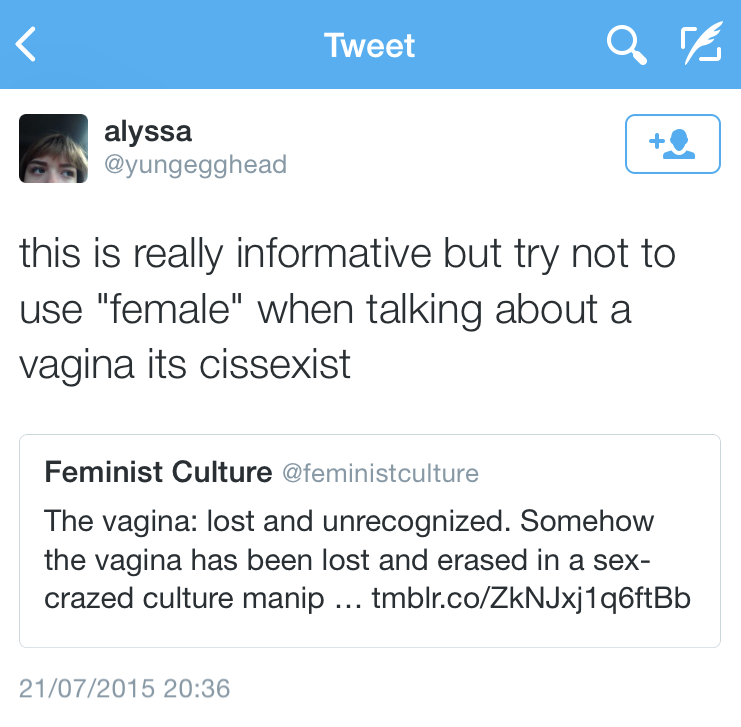 Tweet
alyssa
@yungegghead
this is really informative but try not to
use "female" when talking about a
vagina its cissexist
Feminist Culture @feministculture
The vagina: lost and unrecognized. Somehow
the vagina has been lost and erased in a sex-
crazed culture manip … tmblr.co/ZkNJxj1q6ftBb
21/07/2015 20:36